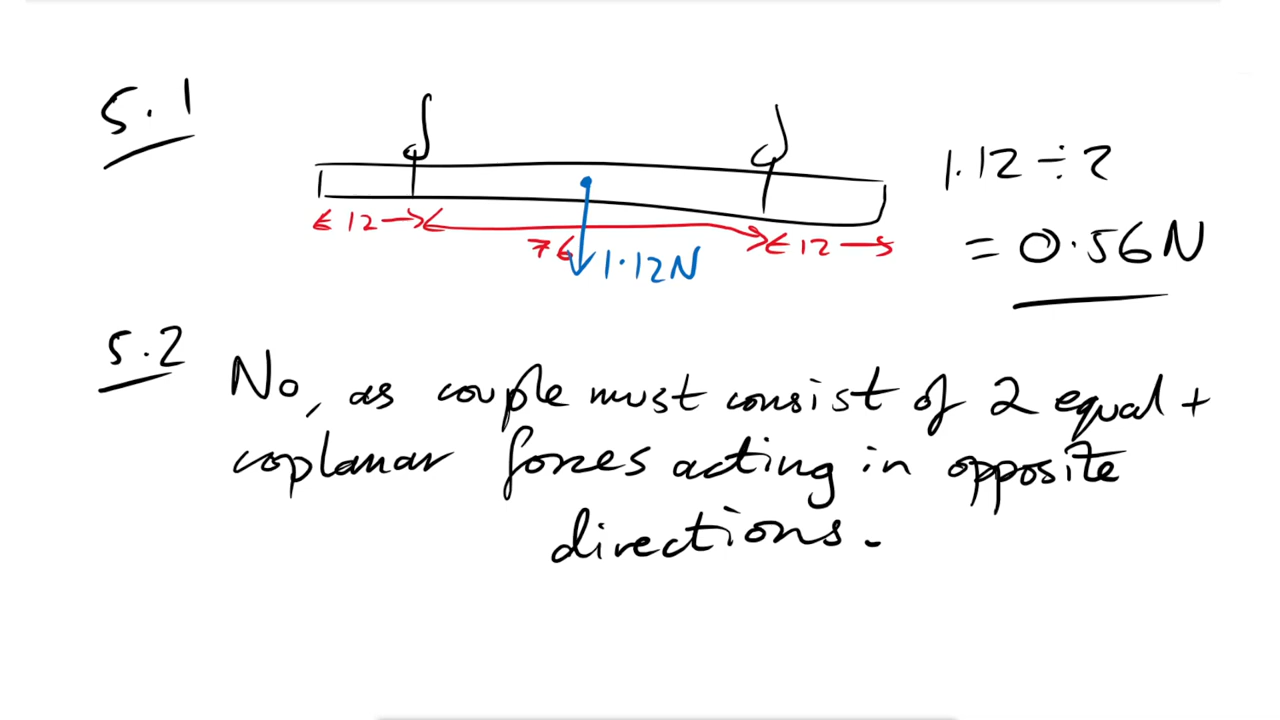 5.1
1.12 ÷ 2
= 0.56N
12 76 12
1.12N
5.2
No, as couple must consist of 2 equal +
coplanar forces acting in opposite
directions.